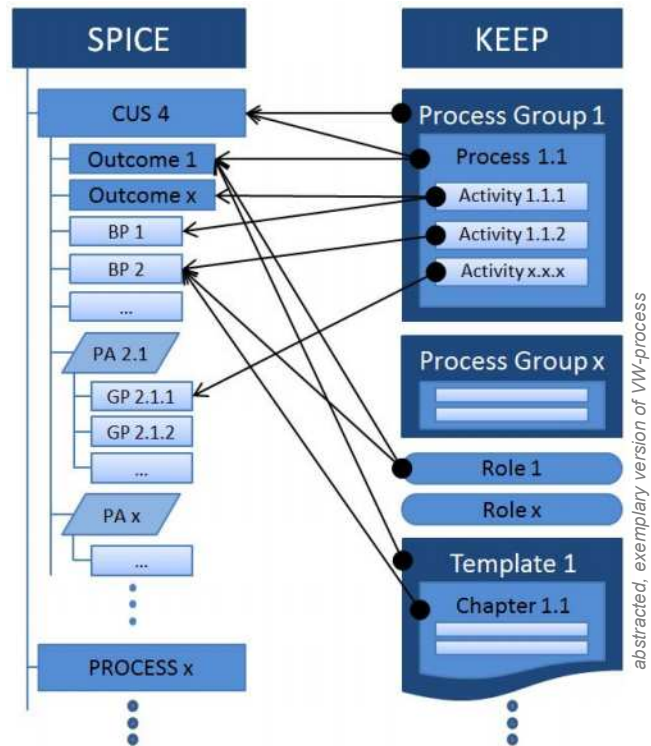 SPICE
CUS 4
Outcome 1
Outcome x
BP 1
BP 2
...
PA 2.1
GP 2.1.1
GP 2.1.2
...
PA x
...
PROCESS x
KEEP
Process Group 1
Process 1.1
Activity 1.1.1
Activity 1.1.2
Activity x.x.x
Process Group x
Role 1
Role x
Template 1
Chapter 1.1
abstracted, exemplary version of VW-process